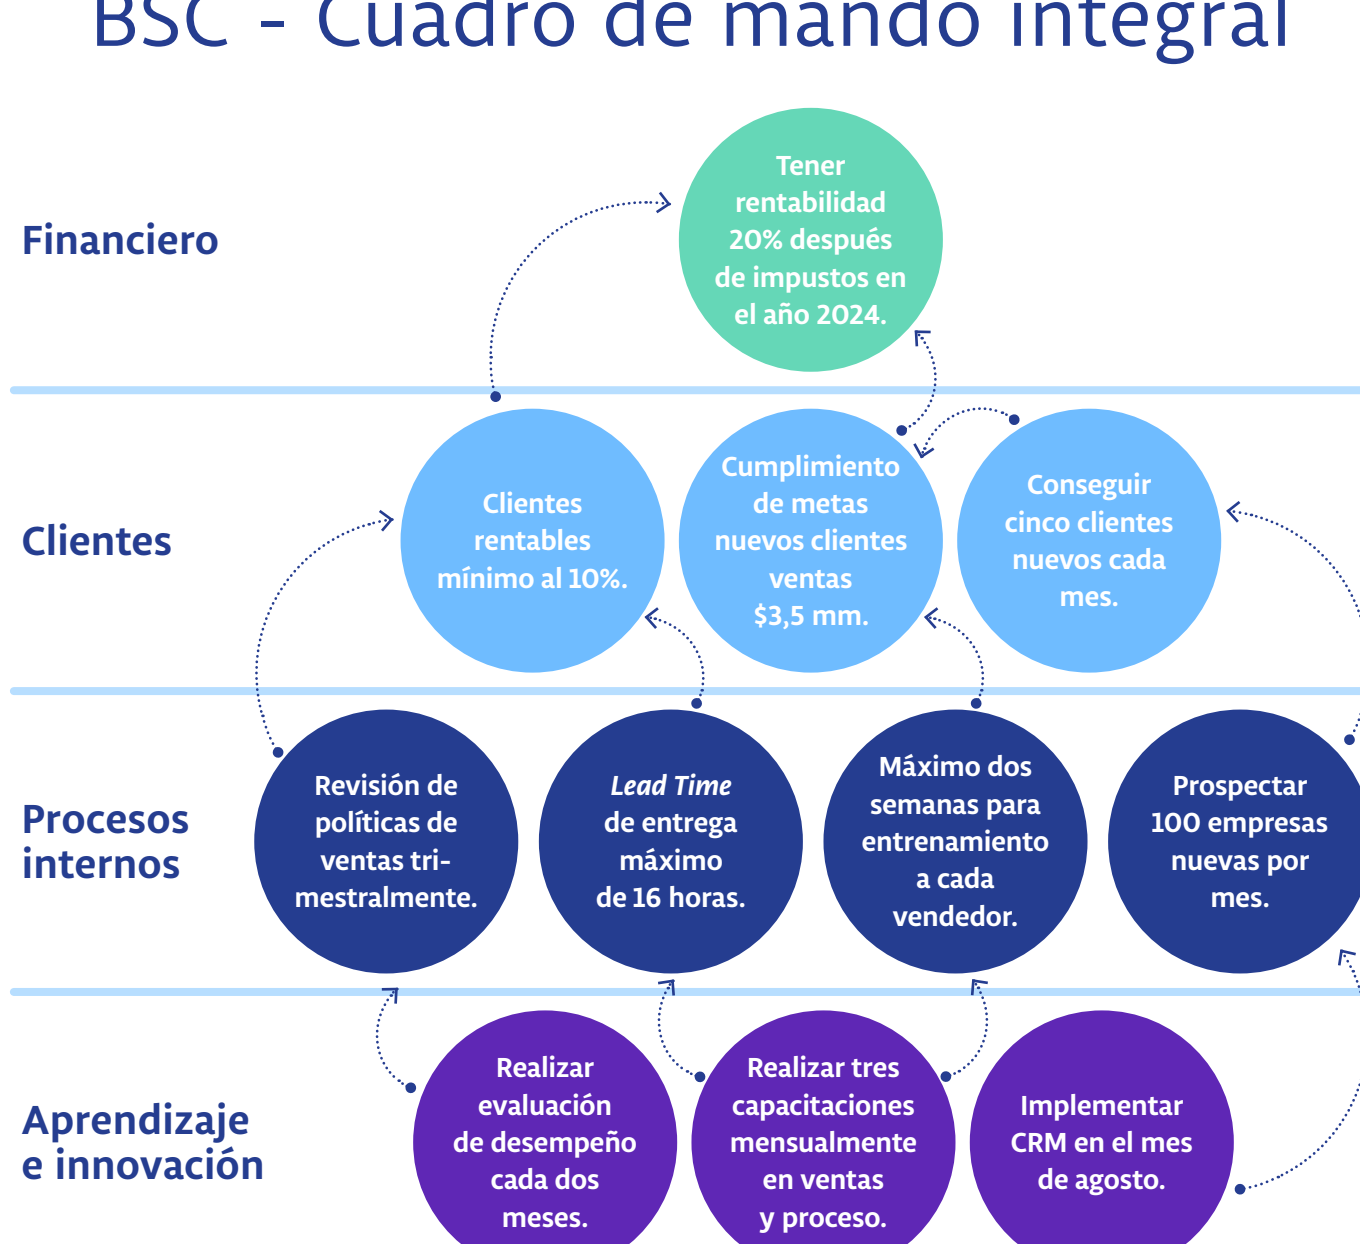 BSC - Cuadro de mando integral
Financiero
Tener
rentabilidad
20% después
de impustos en
el año 2024.
Clientes
Clientes
rentables
mínimo al 10%.
Cumplimiento
de metas
nuevos clientes
ventas
$3,5 mm.
Conseguir
cinco clientes
nuevos cada
mes.
Procesos
internos
Revisión de
políticas de
ventas tri-
mestralmente.
Lead Time
de entrega
máximo
de 16 horas.
Máximo dos
semanas para
entrenamiento
a cada
vendedor.
Prospectar
100 empresas
nuevas por
mes.
Aprendizaje
e innovación
Realizar
evaluación
de desempeño
cada dos
meses.
Realizar tres
capacitaciones
mensualmente
en ventas
y proceso.
Implementar
CRM en el mes
de agosto.